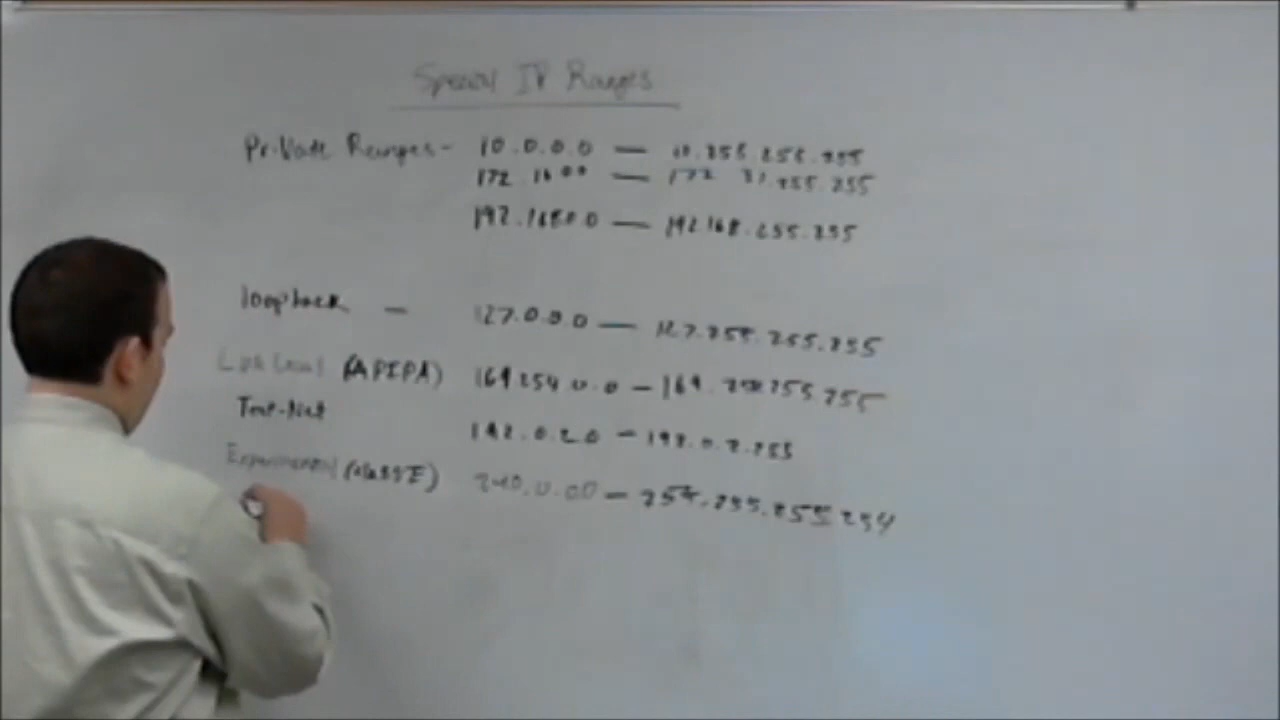 Special IP Ranges
Private Ranges - 10.0.0.0 — 10.255.255.255
172.16.0.0 — 172.31.255.255
192.168.0.0 — 192.168.255.255
loopback — 127.0.0.0 — 127.255.255.255
Link Local (APIPA) 169.254.0.0 — 169.254.255.255
Test-Net 192.0.2.0 — 192.0.2.255
Experimental (Class E) 240.0.0.0 — 254.255.255.254